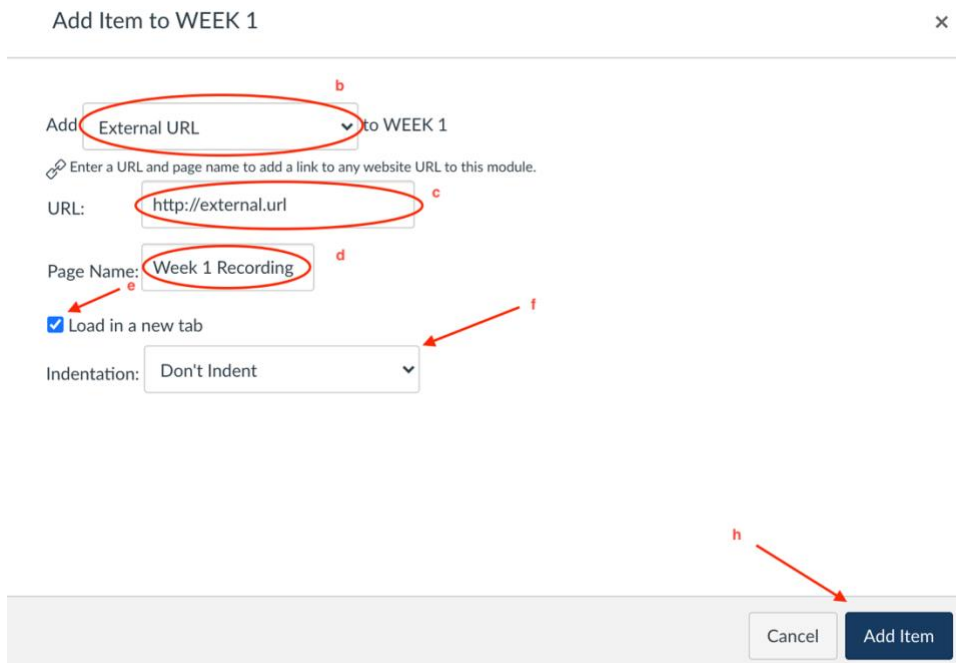 Add Item to WEEK 1 ×
b
Add External URL to WEEK 1
Enter a URL and page name to add a link to any website URL to this module.
c
URL: http://external.url
d
Page Name: Week 1 Recording
e
f
Load in a new tab
Indentation: Don't Indent
h
Cancel Add Item